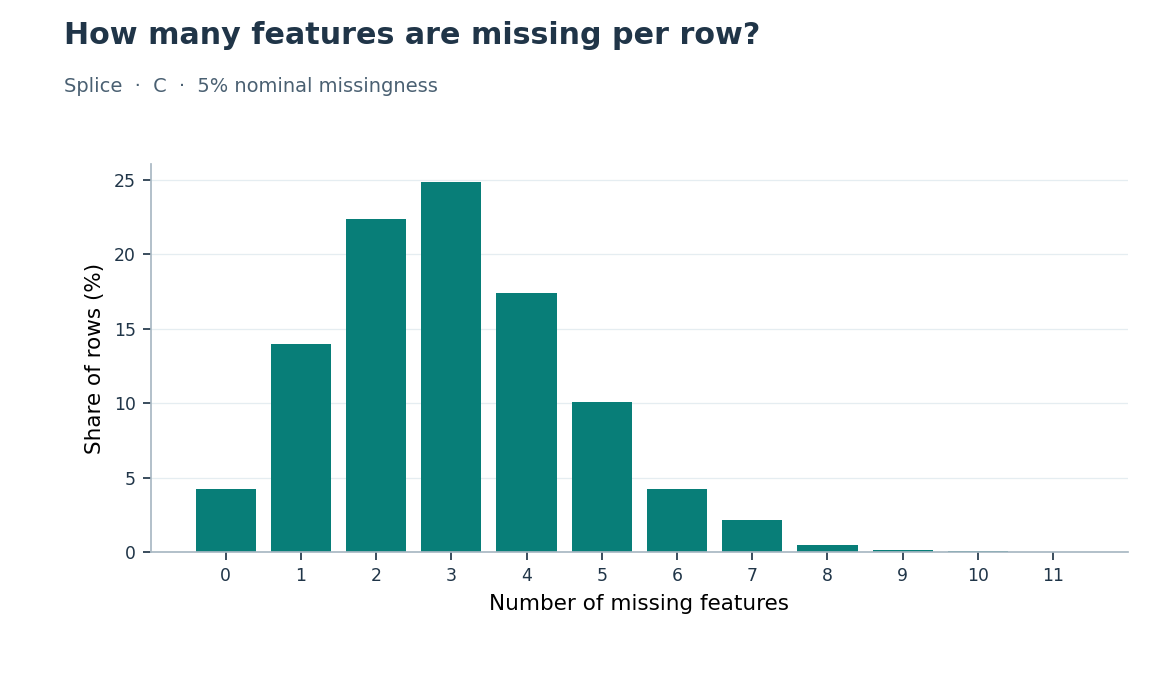 How many features are missing per row?
Splice · C · 5% nominal missingness
Share of rows (%)
25
20
15
10
5
0
0 1 2 3 4 5 6 7 8 9 10 11
Number of missing features